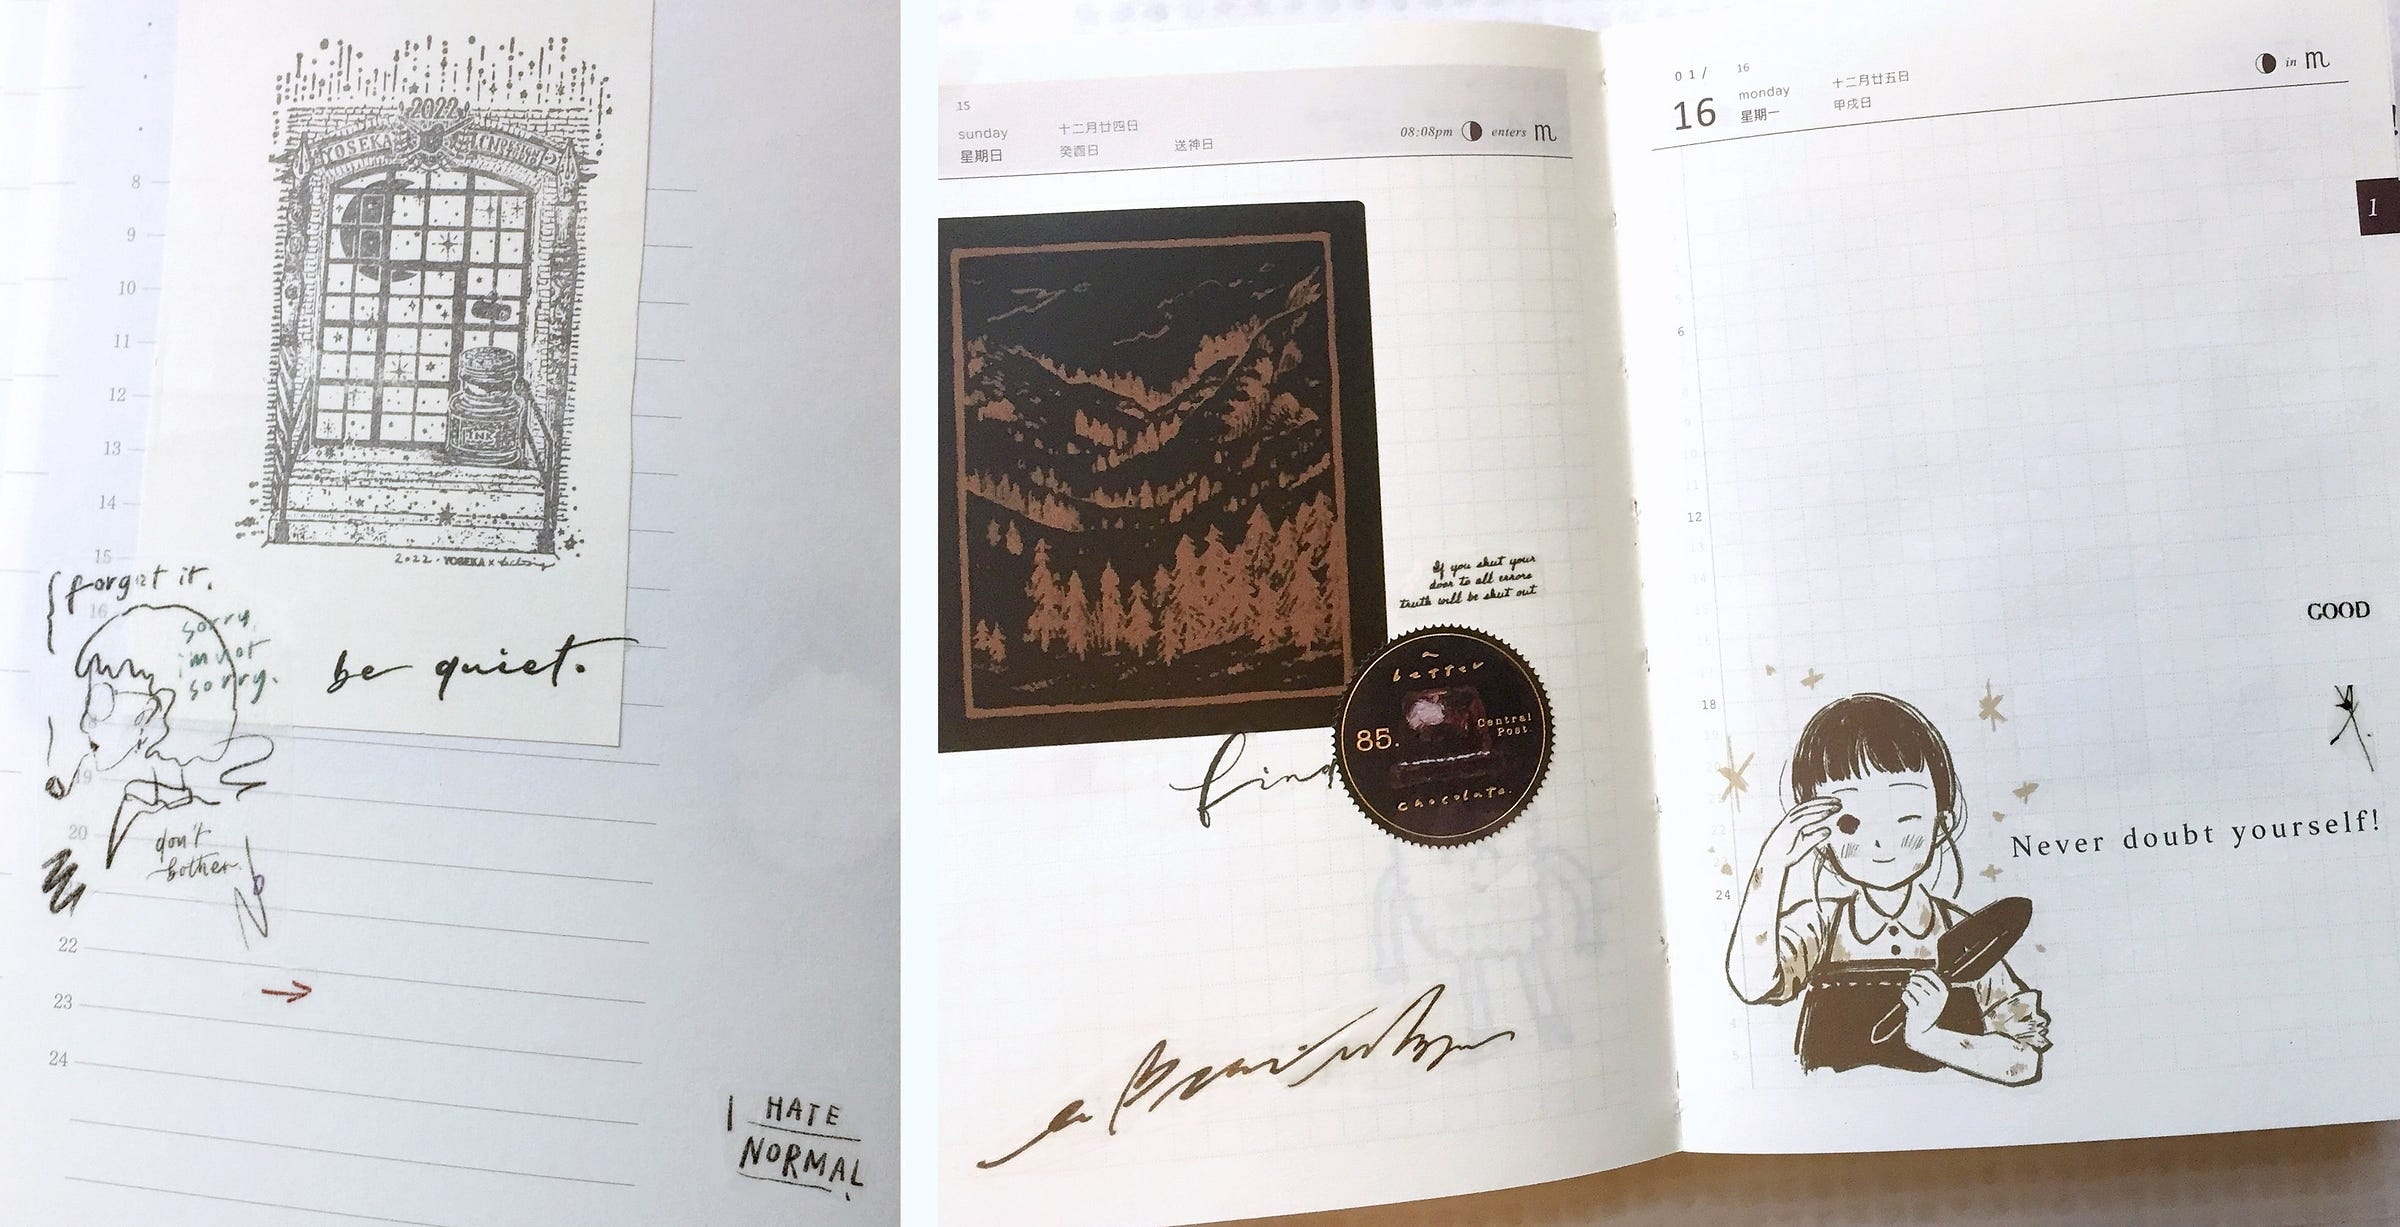 2022
YOSEKA
INK
2022 · YOSEKA x
8
9
10
11
12
13
14
15
16
18
19
20
22
23
24
forget it.
sorry,
i'm not
sorry.
be quiet.
don't
bother.
I HATE
NORMAL.
15
sunday
星期日
十二月廿四日
癸酉日
送神日
08:08pm enters ♏
If you shut your
door to all errors
truth will be shut out
a
better
85.
Central
Post.
chocolate.
find
01/
16
16
monday
星期一
十二月廿五日
甲戌日
in ♏
1
6
12
18
24
GOOD
Never doubt yourself!